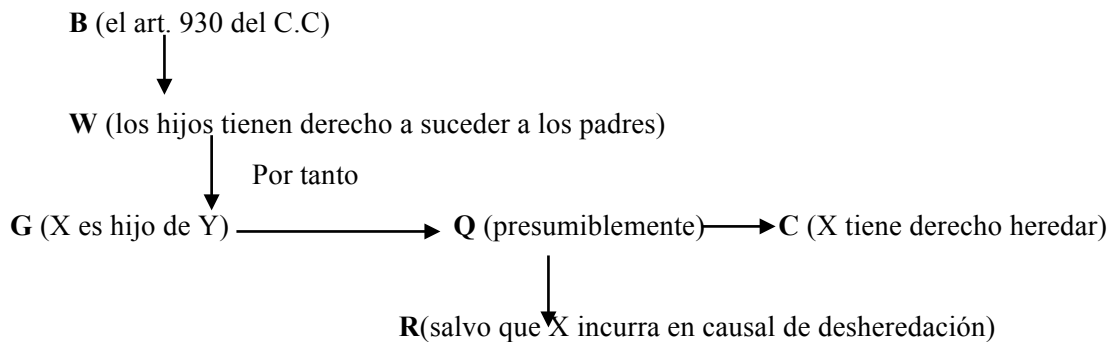 B (el art. 930 del C.C)
W (los hijos tienen derecho a suceder a los padres)
Por tanto
G (X es hijo de Y) Q (presumiblemente) C (X tiene derecho heredar)
R(salvo que X incurra en causal de desheredación)